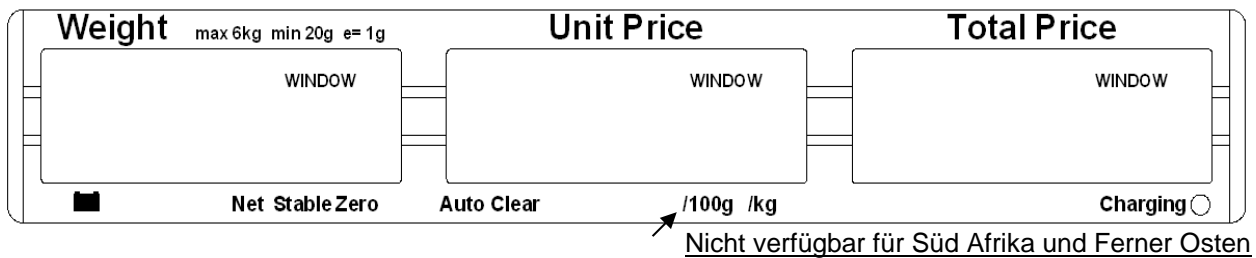 Weight max 6kg min 20g e= 1g Unit Price Total Price
WINDOW WINDOW WINDOW
Net Stable Zero Auto Clear /100g /kg Charging
Nicht verfügbar für Süd Afrika und Ferner Osten